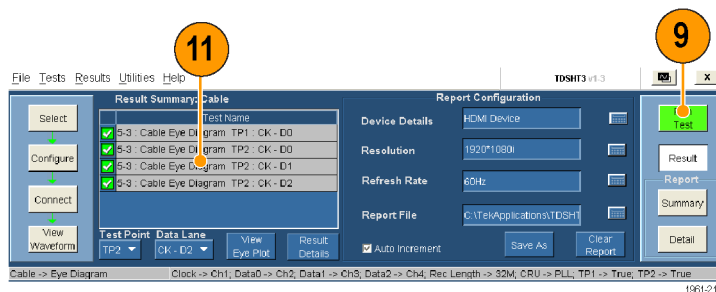 11
9
File Tests Results Utilities Help
TDSHT3 v1.3
x
Result Summary: Cable
Report Configuration
Select
Configure
Connect
View
Waveform
Test Name
5-3 : Cable Eye Diagram TP1 : CK - D0
5-3 : Cable Eye Diagram TP2 : CK - D0
5-3 : Cable Eye Diagram TP2 : CK - D1
5-3 : Cable Eye Diagram TP2 : CK - D2
Test Point Data Lane
TP2
CK - D2
View
Eye Plot
Result
Details
Device Details
HDMI Device
Resolution
1920*1080i
Refresh Rate
60Hz
Report File
C:\TekApplications\TDSHT
Auto Increment
Save As
Clear
Report
Test
Result
Report
Summary
Detail
Cable -> Eye Diagram
Clock -> Ch1; Data0 -> Ch2; Data1 -> Ch3; Data2 -> Ch4; Rec Length -> 32M; CRU -> PLL; TP1 -> True; TP2 -> True